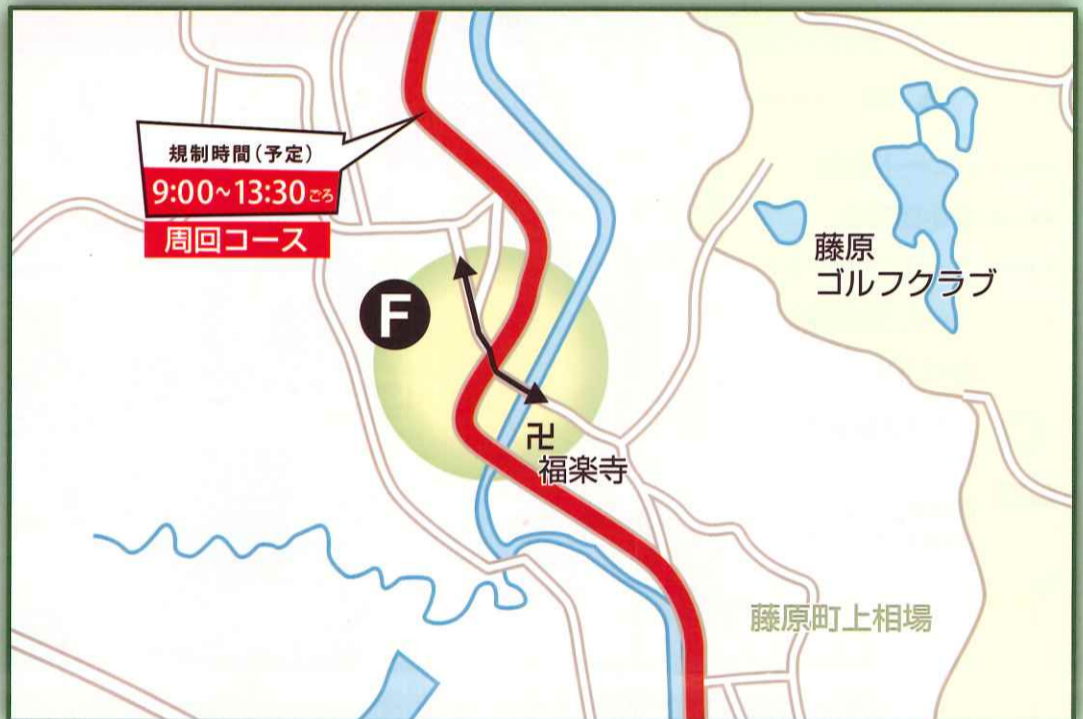 規制時間(予定)
9:00~13:30ごろ
周回コース
F
藤原
ゴルフクラブ
卍
福楽寺
藤原町上相場